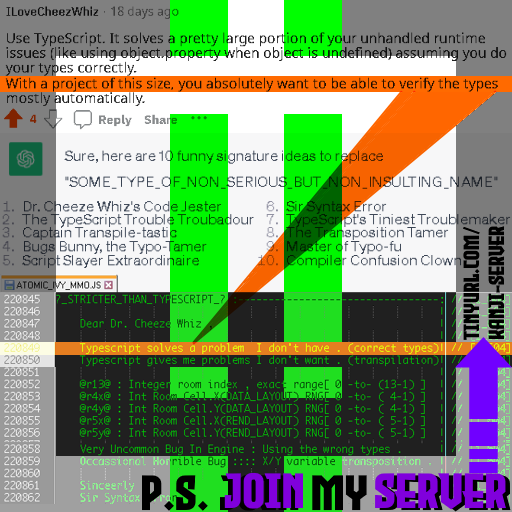 ILoveCheezWhiz · 18 days ago
Use TypeScript. It solves a pretty large portion of your unhandled runtime
issues (like using object.property when object is undefined) assuming you do
your types correctly.
With a project of this size, you absolutely want to be able to verify the types
mostly automatically.
4 Reply Share ...
Sure, here are 10 funny signature ideas to replace
"SOME_TYPE_OF_NON_SERIOUS_BUT_NON_INSULTING_NAME"
1. Dr. Cheeze Whiz's Code Jester
2. The TypeScript Trouble Troubadour
3. Captain Transpile-tastic
4. Bugs Bunny, the Typo-Tamer
5. Script Slayer Extraordinaire
6. Sir Syntax Error
7. TypeScript's Tiniest Troublemaker
8. The Transposition Tamer
9. Master of Typo-fu
10. Compiler Confusion Clown
TINYURL.COM/
KANJI-SERVER
ATOMIC_IVY_MMO.JS
220845 ?_STRICTER_THAN_TYPESCRIPT_?
220846
220847 Dear Dr. Cheeze Whiz
220848
Typescript solves a problem I don't have . (correct types)
220850 Typescript gives me problems I don't want . (transpilation)
220851
220852 @r13@ : Integer room index , exacs range[ 0 -to- (13-1) ]
220853 @r4x@ : Int Room Cell.X(DATA_LAYOUT) RNG[ 0 -to- ( 4-1) ]
220854 @r4y@ : Int Room Cell.Y(DATA_LAYOUT) RNG[ 0 -to- ( 4-1) ]
220855 @r5x@ : Int Room Cell.X(REND_LAYOUT) RNG[ 0 -to- ( 5-1) ]
220856 @r5y@ : Int Room Cell.Y(REND_LAYOUT) RNG[ 0 -to- ( 5-1) ]
220858 Very Uncommon Bug In Engine : Using the wrong types .
220859 Occassional Morrible Bug :::: X/Y variable transposition .
220860
220861 Sinceerly
220862 Sir Syntax
P.S. JOIN MY SERVER